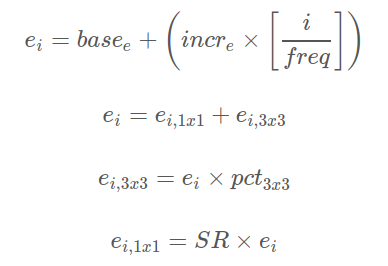 e_i = base_e + (incr_e × [i/freq])
e_i = e_{i,1x1} + e_{i,3x3}
e_{i,3x3} = e_i × pct_{3x3}
e_{i,1x1} = SR × e_i